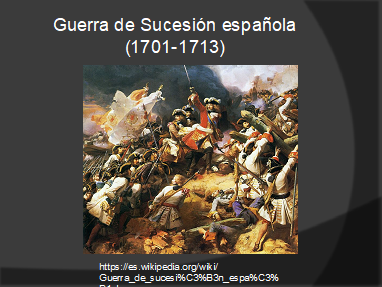 Guerra de Sucesión española
(1701-1713)
https://es.wikipedia.org/wiki/
Guerra_de_sucesi%C3%B3n_espa%C3%